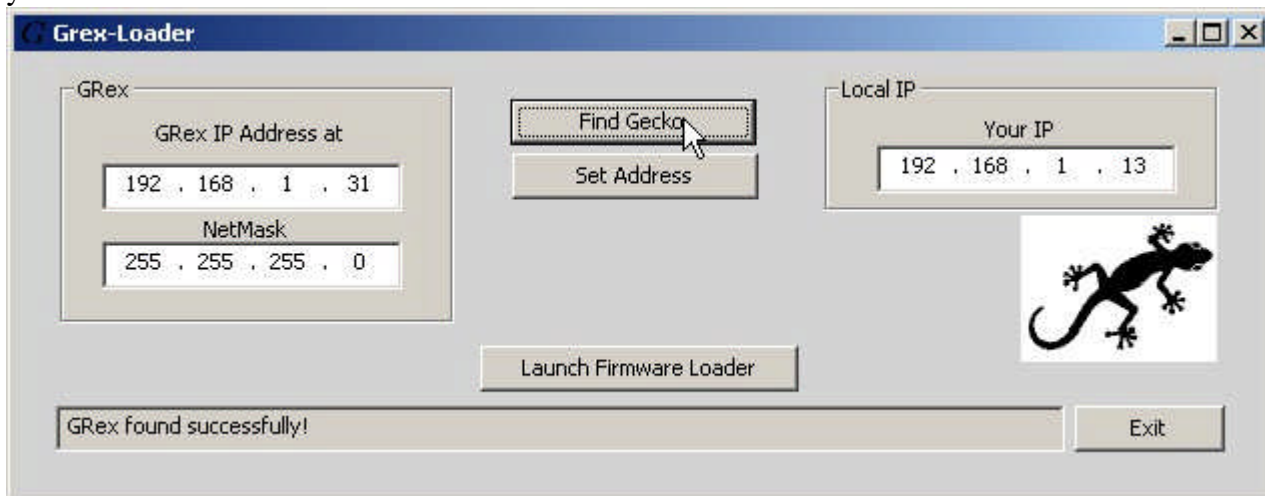 y
Grex-Loader
GRex
GRex IP Address at
192 . 168 . 1 . 31
NetMask
255 . 255 . 255 . 0
Find Gecko
Set Address
Local IP
Your IP
192 . 168 . 1 . 13
Launch Firmware Loader
GRex found successfully!
Exit